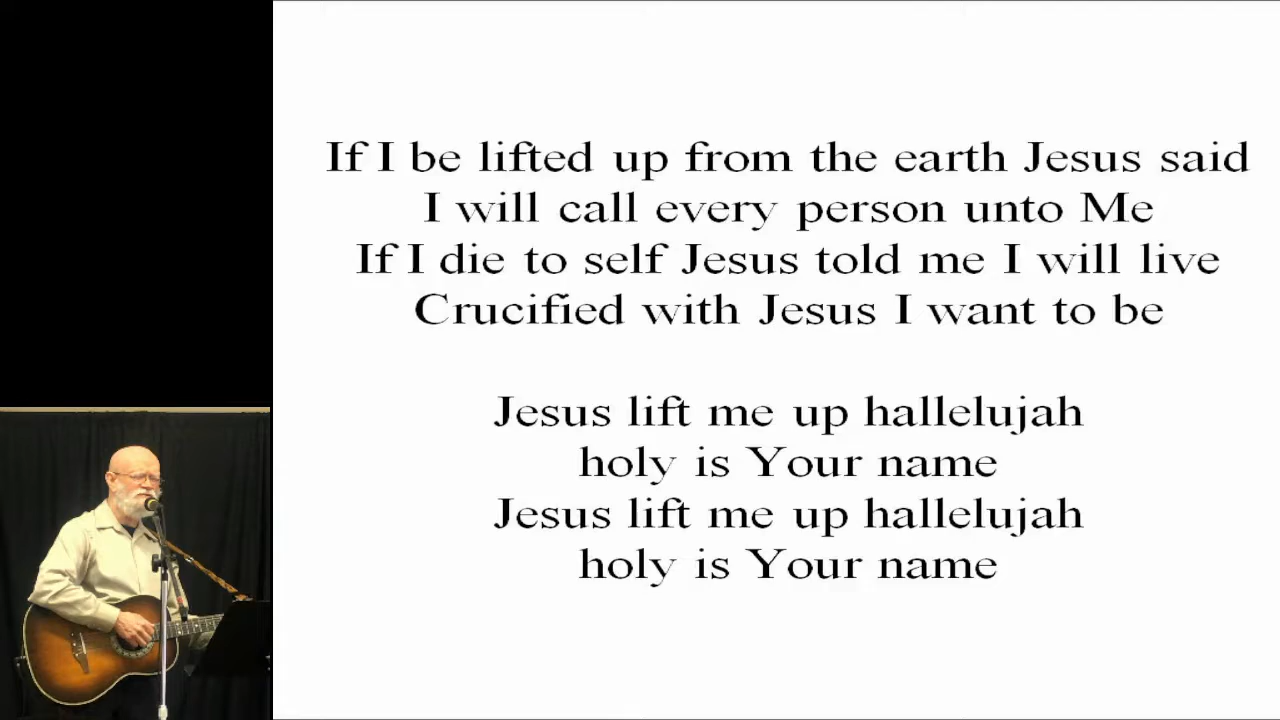 If I be lifted up from the earth Jesus said
I will call every person unto Me
If I die to self Jesus told me I will live
Crucified with Jesus I want to be
Jesus lift me up hallelujah
holy is Your name
Jesus lift me up hallelujah
holy is Your name